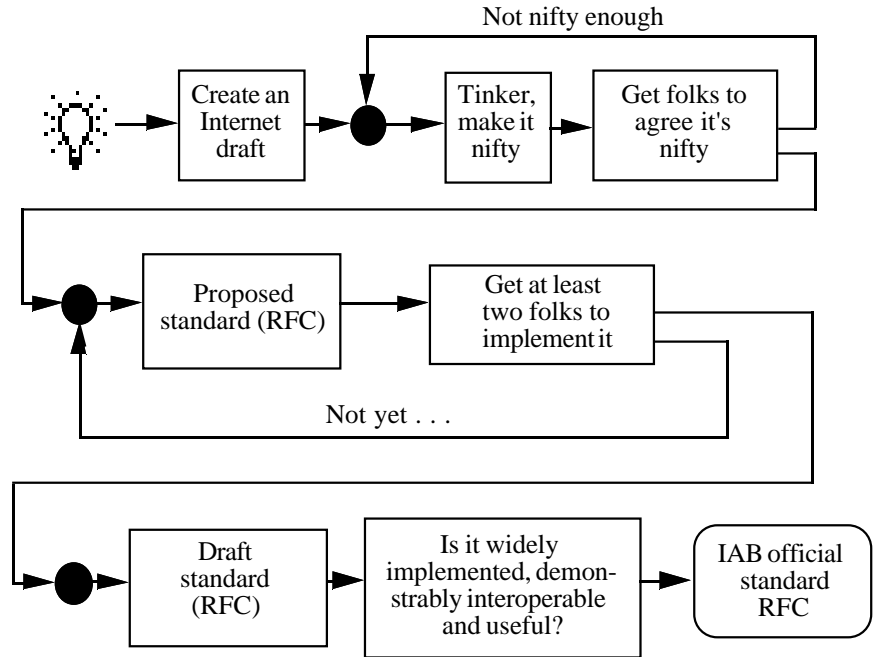 Not nifty enough
Create an
Internet
draft
Tinker,
make it
nifty
Get folks to
agree it's
nifty
Proposed
standard (RFC)
Get at least
two folks to
implement it
Not yet . . .
Draft
standard
(RFC)
Is it widely
implemented, demon-
strably interoperable
and useful?
IAB official
standard
RFC